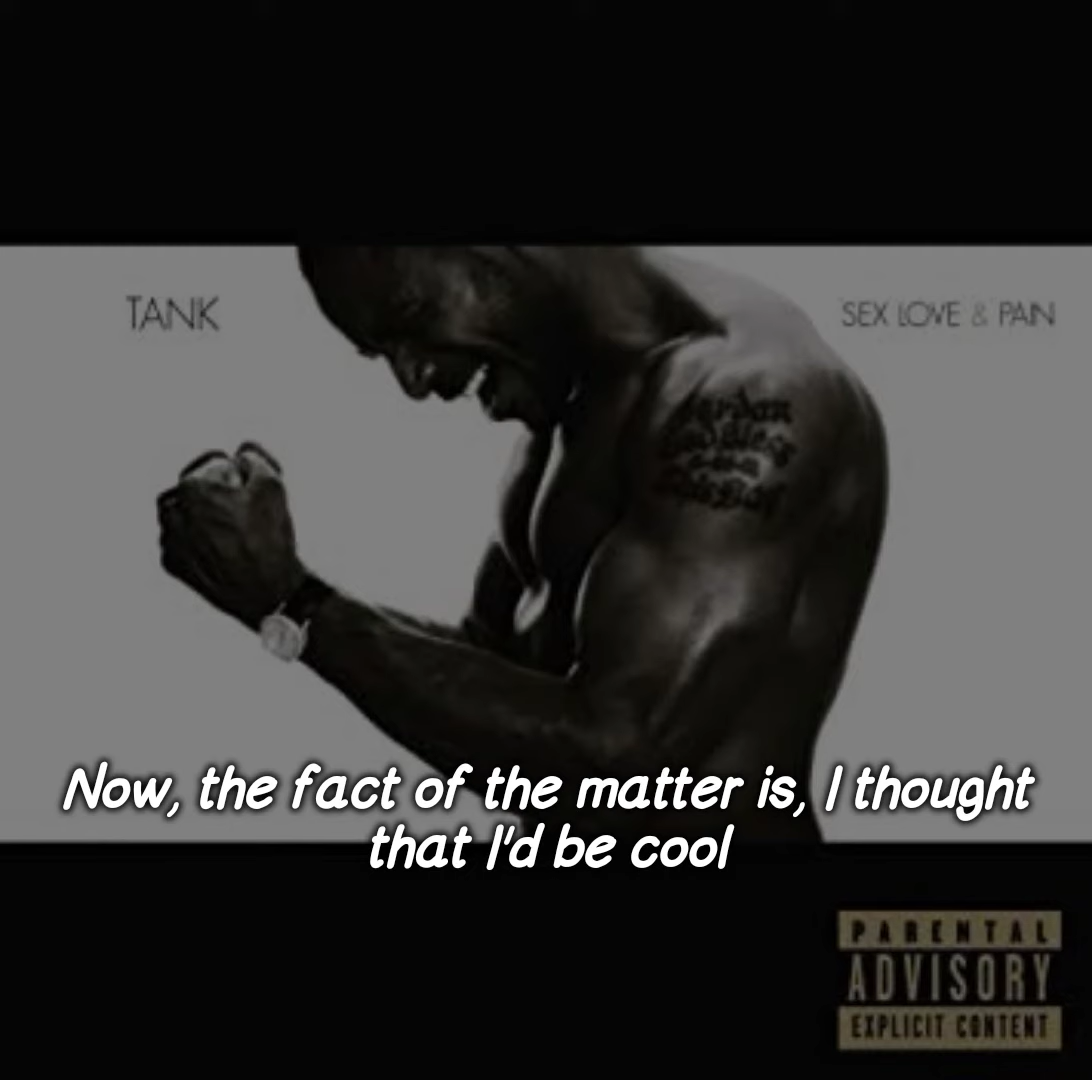 TANK
SEX LOVE & PAIN
Now, the fact of the matter is, I thought
that I'd be cool
PARENTAL
ADVISORY
EXPLICIT CONTENT